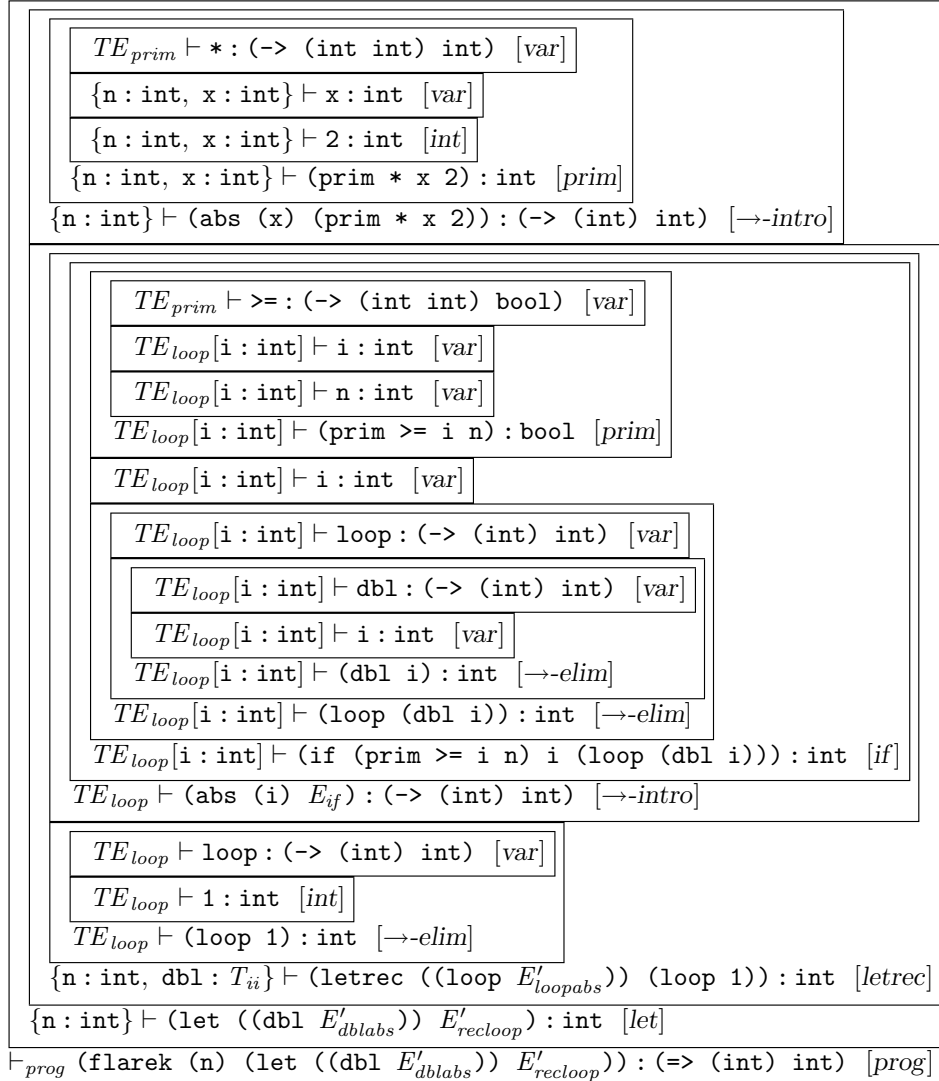 TE_prim ⊢ * : (-> (int int) int) [var]
{n : int, x : int} ⊢ x : int [var]
{n : int, x : int} ⊢ 2 : int [int]
{n : int, x : int} ⊢ (prim * x 2) : int [prim]
{n : int} ⊢ (abs (x) (prim * x 2)) : (-> (int) int) [→-intro]
TE_prim ⊢ >= : (-> (int int) bool) [var]
TE_loop[i : int] ⊢ i : int [var]
TE_loop[i : int] ⊢ n : int [var]
TE_loop[i : int] ⊢ (prim >= i n) : bool [prim]
TE_loop[i : int] ⊢ i : int [var]
TE_loop[i : int] ⊢ loop : (-> (int) int) [var]
TE_loop[i : int] ⊢ dbl : (-> (int) int) [var]
TE_loop[i : int] ⊢ i : int [var]
TE_loop[i : int] ⊢ (dbl i) : int [→-elim]
TE_loop[i : int] ⊢ (loop (dbl i)) : int [→-elim]
TE_loop[i : int] ⊢ (if (prim >= i n) i (loop (dbl i))) : int [if]
TE_loop ⊢ (abs (i) E_if) : (-> (int) int) [→-intro]
TE_loop ⊢ loop : (-> (int) int) [var]
TE_loop ⊢ 1 : int [int]
TE_loop ⊢ (loop 1) : int [→-elim]
{n : int, dbl : T_ii} ⊢ (letrec ((loop E′_loopabs)) (loop 1)) : int [letrec]
{n : int} ⊢ (let ((dbl E′_dblabs)) E′_recloop) : int [let]
⊢_prog (flarek (n) (let ((dbl E′_dblabs)) E′_recloop)) : (=> (int) int) [prog]